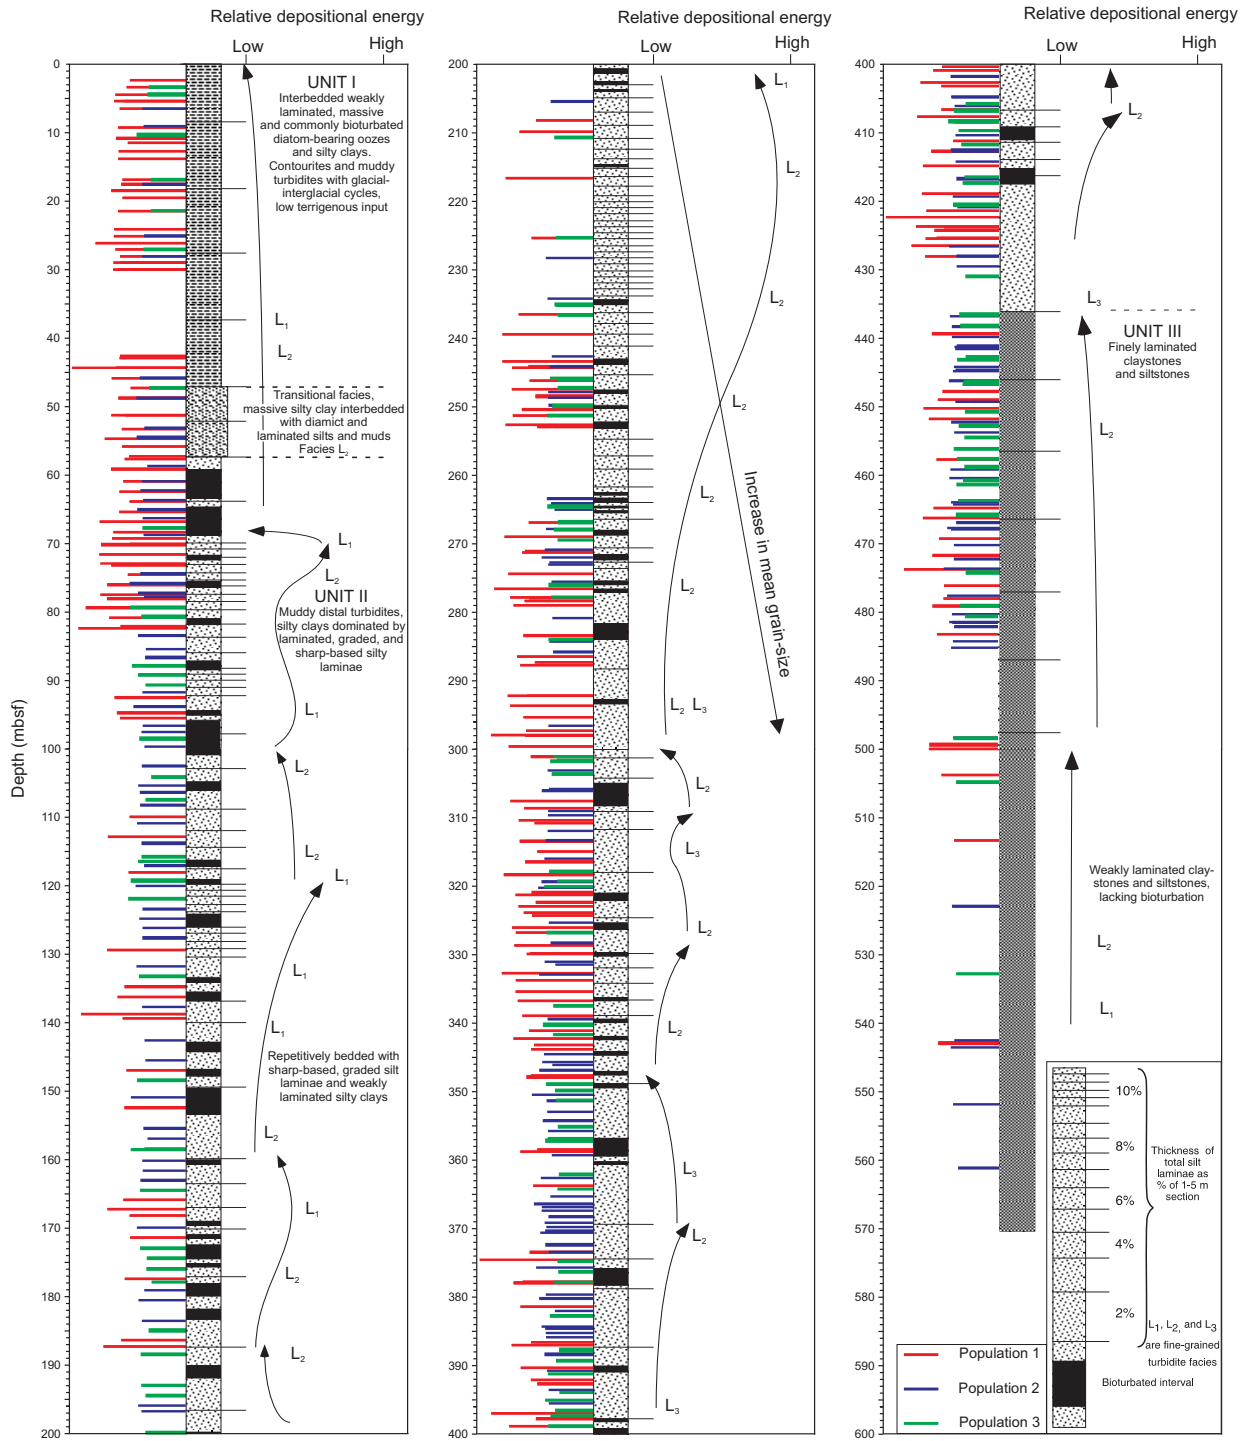 Relative depositional energy
Low
High
Depth (mbsf)
0
10
20
30
40
50
60
70
80
90
100
110
120
130
140
150
160
170
180
190
200
UNIT I
Interbedded weakly
laminated, massive
and commonly bioturbated
diatom-bearing oozes
and silty clays.
Contourites and muddy
turbidites with glacial-
interglacial cycles,
low terrigenous input
L1
L2
Transitional facies,
massive silty clay interbedded
with diamict and
laminated silts and muds
Facies L2
L1
L2
UNIT II
Muddy distal turbidites,
silty clays dominated by
laminated, graded, and
sharp-based silty
laminae
L1
L2
L2
L1
L1
L1
Repetitively bedded with
sharp-based, graded silt
laminae and weakly
laminated silty clays
L2
L1
L2
L2
Relative depositional energy
Low
High
200
210
220
230
240
250
260
270
280
290
300
310
320
330
340
350
360
370
380
390
400
L1
L2
L2
L2
L2
Increase in mean grain-size
L2
L2 L3
L2
L3
L2
L2
L3
L2
L3
Relative depositional energy
Low
High
400
410
420
430
440
450
460
470
480
490
500
510
520
530
540
550
560
570
580
590
600
L2
L3
UNIT III
Finely laminated
claystones
and siltstones
L2
Weakly laminated clay-
stones and siltstones,
lacking bioturbation
L2
L1
10%
8%
6%
4%
2%
Thickness of
total silt
laminae as
% of 1-5 m
section
L1, L2, and L3
are fine-grained
turbidite facies
Bioturbated interval
Population 1
Population 2
Population 3